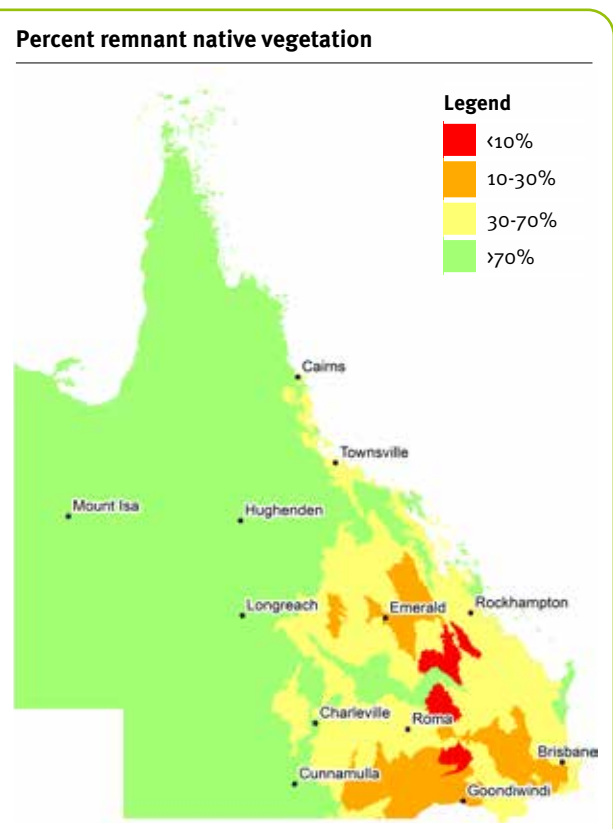 Percent remnant native vegetation
Legend
<10%
10-30%
30-70%
>70%
Cairns
Townsville
Mount Isa
Hughenden
Longreach
Emerald
Rockhampton
Charleville
Roma
Brisbane
Cunnamulla
Goondiwindi